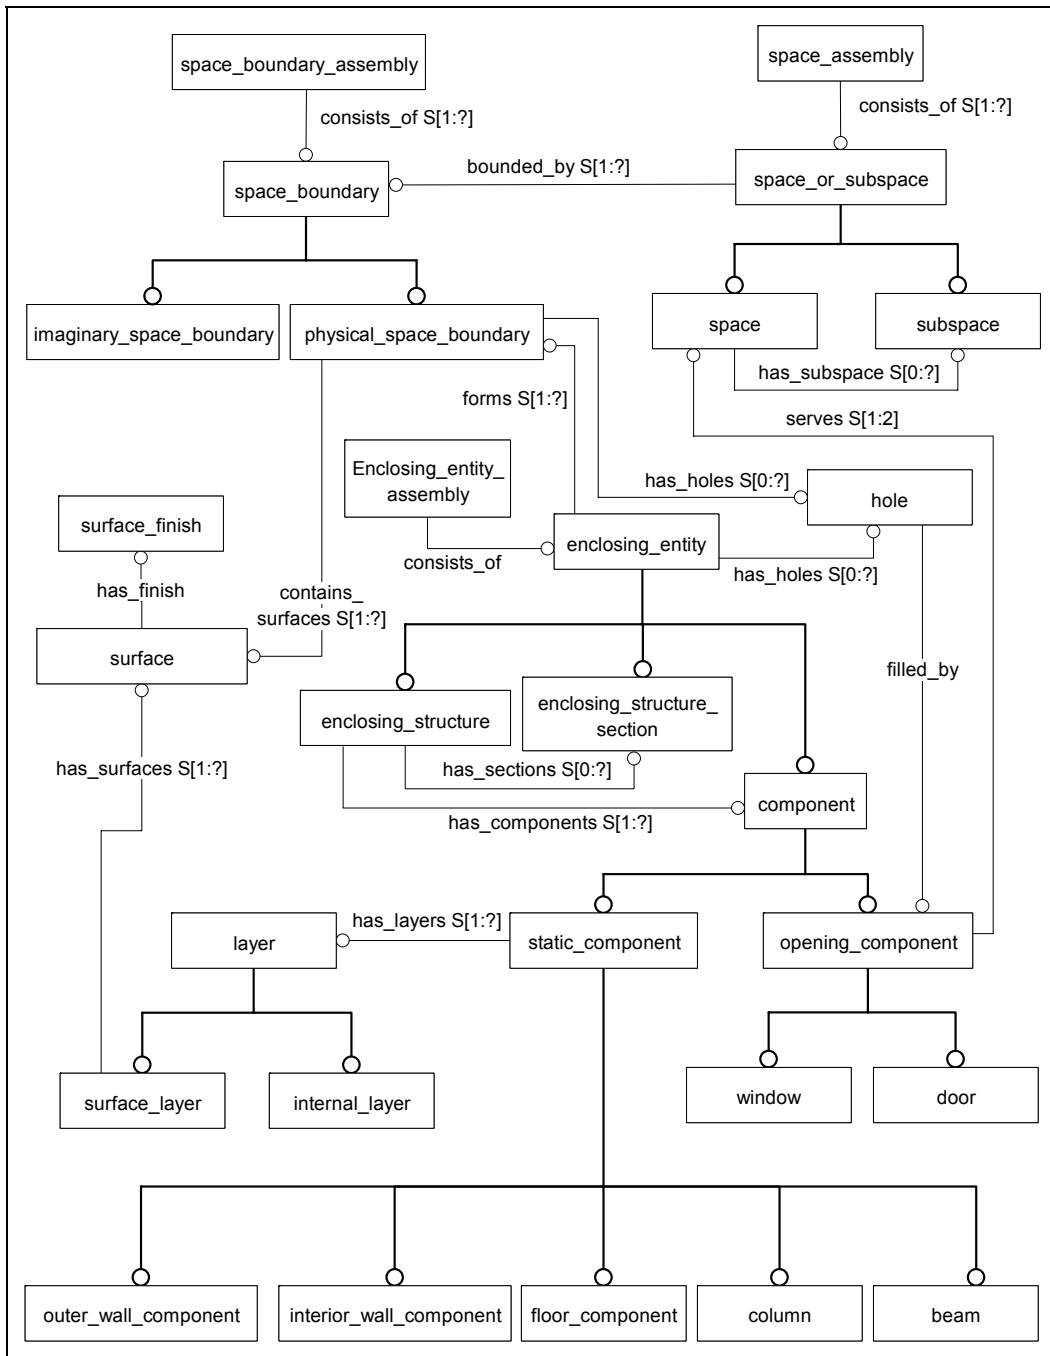 space_boundary_assembly
space_assembly
consists_of S[1:?]
consists_of S[1:?]
bounded_by S[1:?]
space_boundary
space_or_subspace
imaginary_space_boundary
physical_space_boundary
space
subspace
has_subspace S[0:?]
forms S[1:?]
serves S[1:2]
Enclosing_entity_
assembly
has_holes S[0:?]
hole
surface_finish
enclosing_entity
consists_of
has_holes S[0:?]
has_finish
contains_
surfaces S[1:?]
surface
filled_by
enclosing_structure
enclosing_structure_
section
has_surfaces S[1:?]
has_sections S[0:?]
component
has_components S[1:?]
layer
has_layers S[1:?]
static_component
opening_component
surface_layer
internal_layer
window
door
outer_wall_component
interior_wall_component
floor_component
column
beam